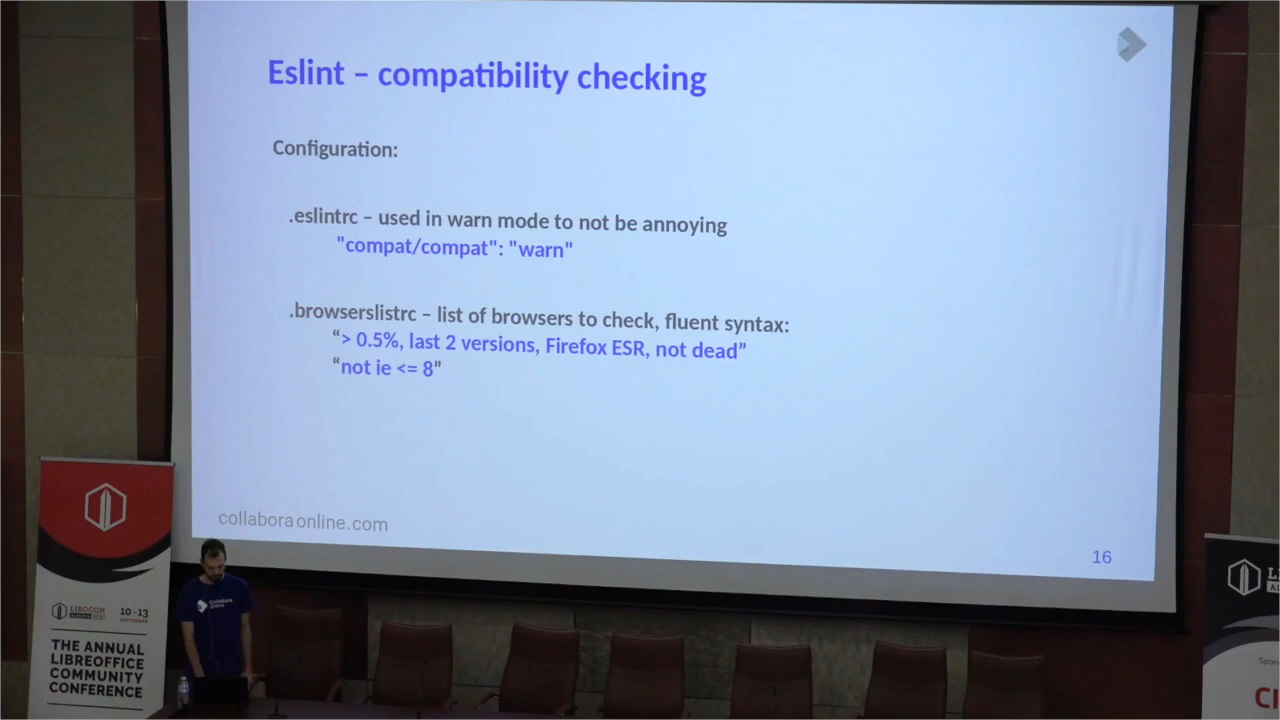 Eslint – compatibility checking
Configuration:
.eslintrc – used in warn mode to not be annoying
"compat/compat": "warn"
.browserslistrc – list of browsers to check, fluent syntax:
“> 0.5%, last 2 versions, Firefox ESR, not dead”
“not ie <= 8”
collaboraonline.com
16
LIBOCON
10-13
THE ANNUAL
LIBREOFFICE
COMMUNITY
CONFERENCE
Collabora
Online